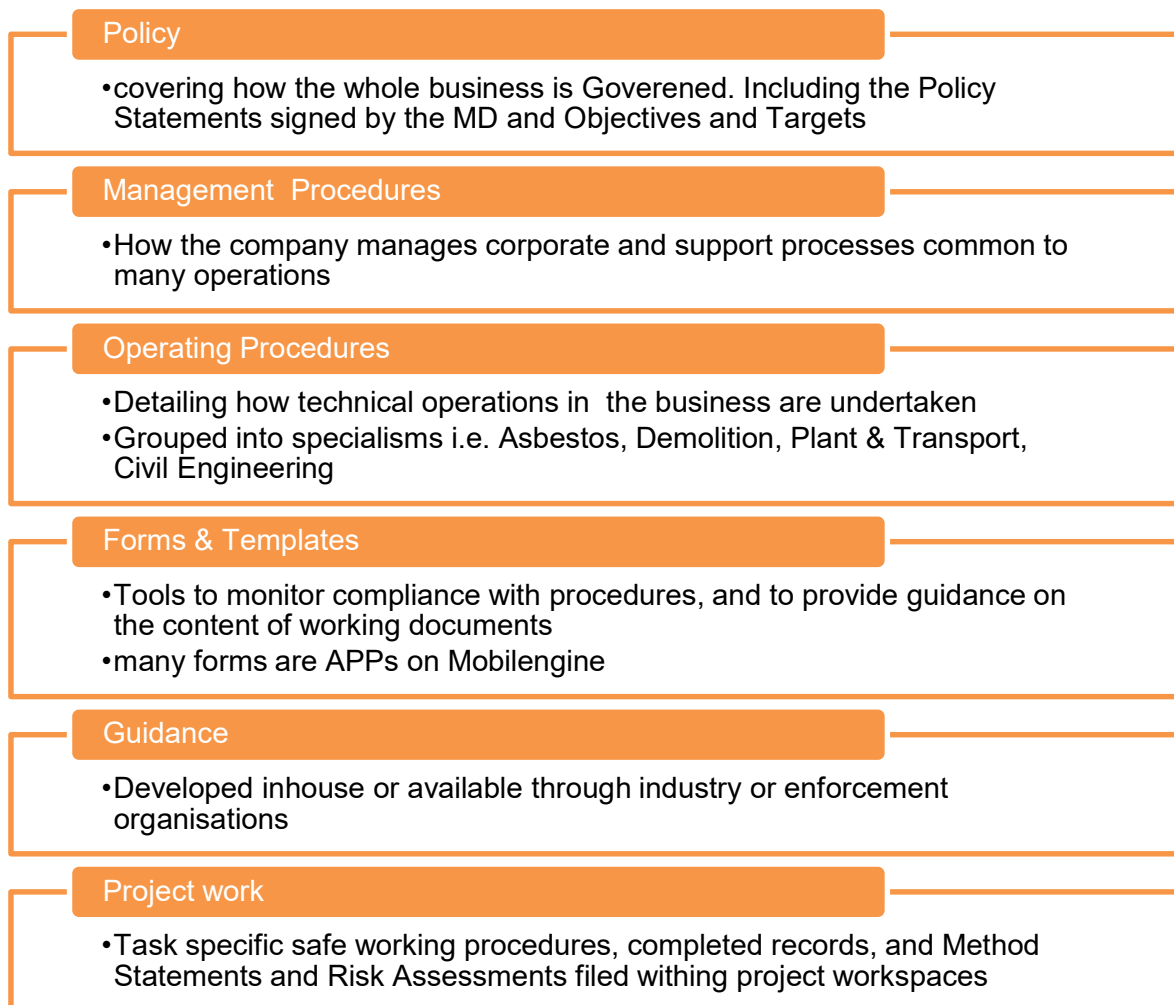 Policy
•covering how the whole business is Goverened. Including the Policy
Statements signed by the MD and Objectives and Targets
Management  Procedures
•How the company manages corporate and support processes common to
many operations
Operating Procedures
•Detailing how technical operations in  the business are undertaken
•Grouped into specialisms i.e. Asbestos, Demolition, Plant & Transport,
Civil Engineering
Forms & Templates
•Tools to monitor compliance with procedures, and to provide guidance on
the content of working documents
•many forms are APPs on Mobilengine
Guidance
•Developed inhouse or available through industry or enforcement
organisations
Project work
•Task specific safe working procedures, completed records, and Method
Statements and Risk Assessments filed withing project workspaces